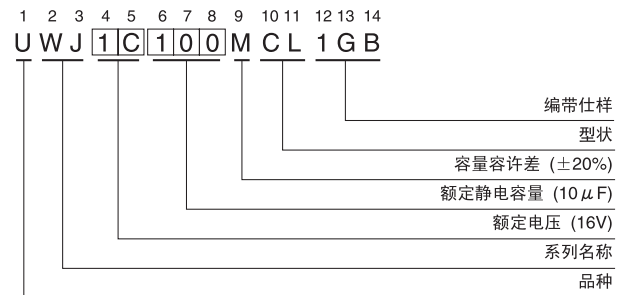 1 2 3 4 5 6 7 8 9 10 11 12 13 14
U W J 1 C 1 0 0 M C L 1 G B
编带仕样
型状
容量容许差 (±20%)
额定静电容量 (10μF)
额定电压 (16V)
系列名称
品种